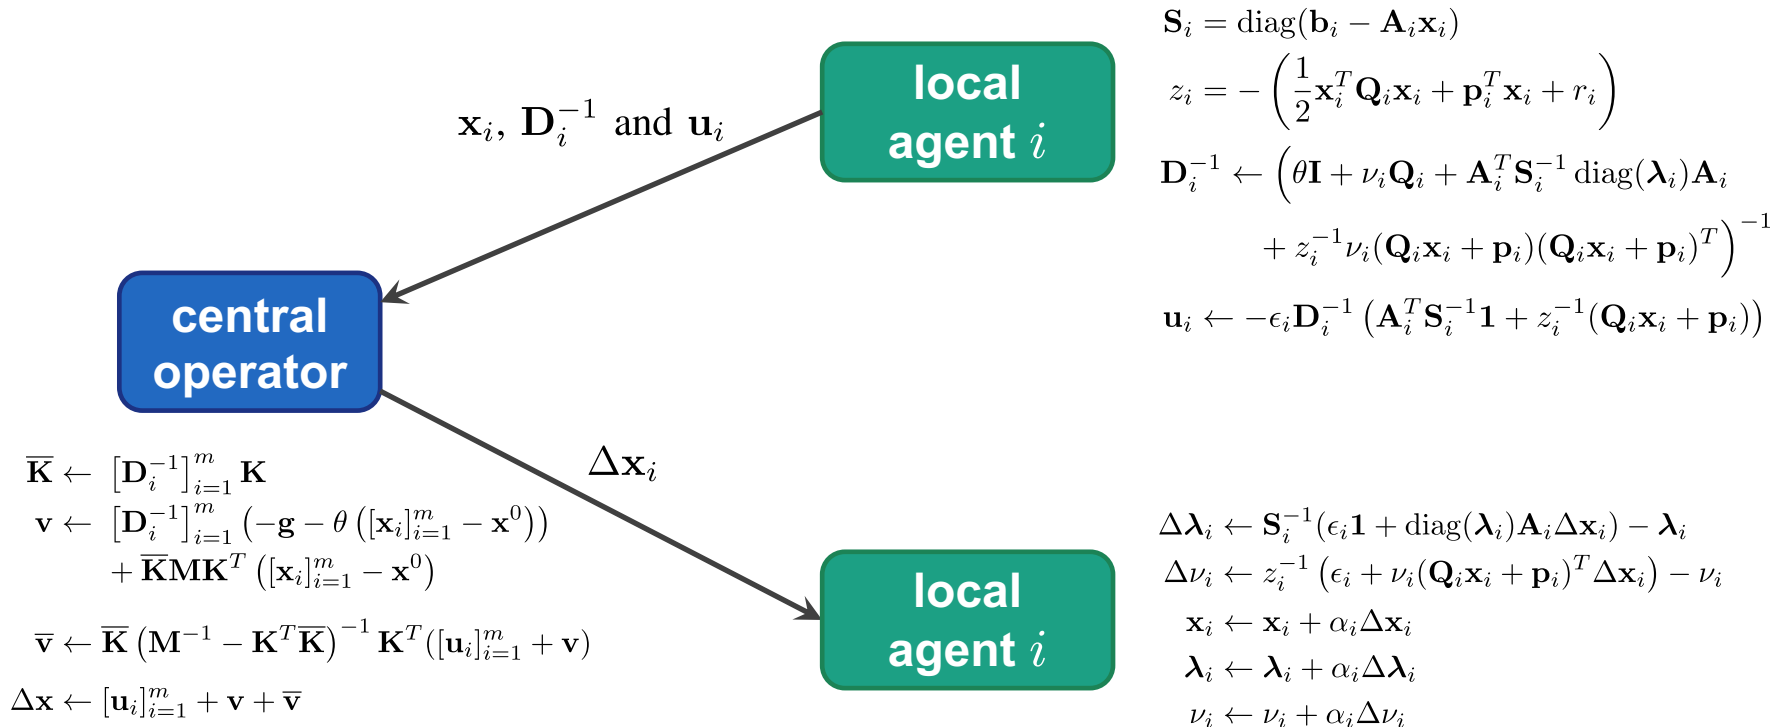 local
agent i
S_i = diag(b_i − A_i x_i)
z_i = −(1/2 x_i^T Q_i x_i + p_i^T x_i + r_i)
D_i^{−1} ← (θI + ν_i Q_i + A_i^T S_i^{−1} diag(λ_i)A_i
+ z_i^{−1} ν_i(Q_i x_i + p_i)(Q_i x_i + p_i)^T)^{−1}
u_i ← −ϵ_i D_i^{−1} (A_i^T S_i^{−1} 1 + z_i^{−1}(Q_i x_i + p_i))
x_i, D_i^{−1} and u_i
central
operator
Δx_i
K̅ ← [D_i^{−1}]_{i=1}^m K
v ← [D_i^{−1}]_{i=1}^m (−g − θ([x_i]_{i=1}^m − x^0))
+ K̅MK^T ([x_i]_{i=1}^m − x^0)
v̅ ← K̅ (M^{−1} − K^T K̅)^{−1} K^T([u_i]_{i=1}^m + v)
Δx ← [u_i]_{i=1}^m + v + v̅
local
agent i
Δλ_i ← S_i^{−1}(ϵ_i 1 + diag(λ_i)A_i Δx_i) − λ_i
Δν_i ← z_i^{−1} (ϵ_i + ν_i(Q_i x_i + p_i)^T Δx_i) − ν_i
x_i ← x_i + α_i Δx_i
λ_i ← λ_i + α_i Δλ_i
ν_i ← ν_i + α_i Δν_i